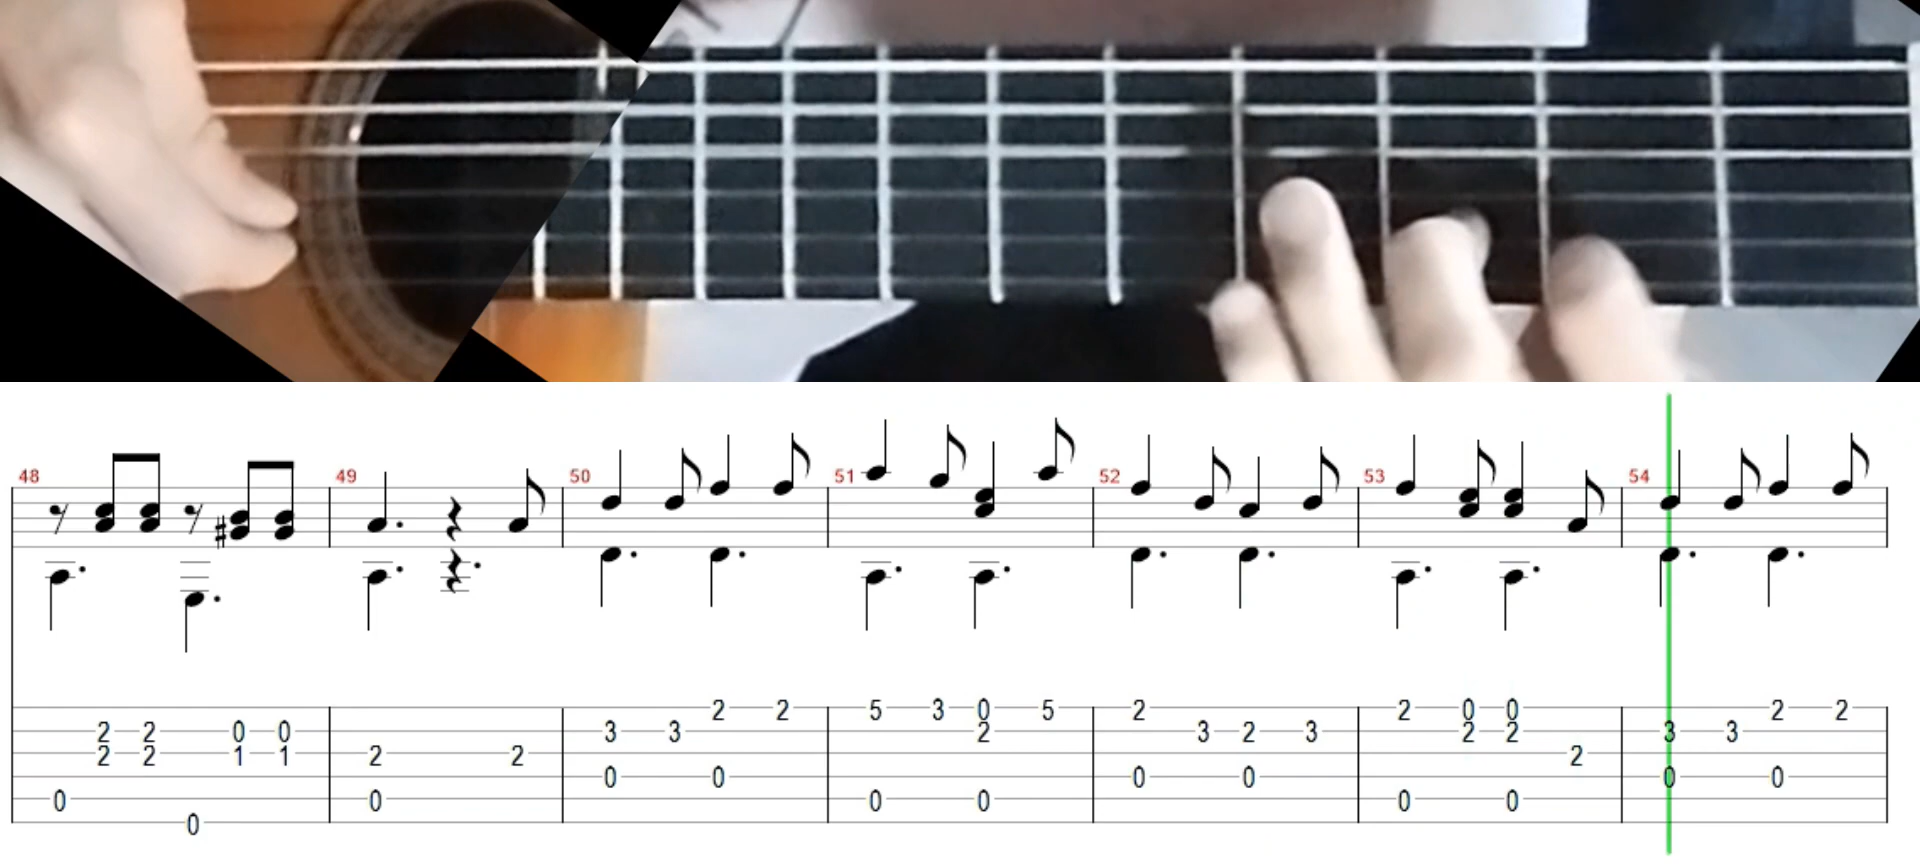 48 49 50 51 52 53 54
2 2 5 3 0 5 2 2 0 0 2 2
2 2 0 0 3 3 2 3 2 3 2 2 3 3
2 2 1 1 2 2 2
0 0 0 0 0 0
0 0 0 0 0 0
0